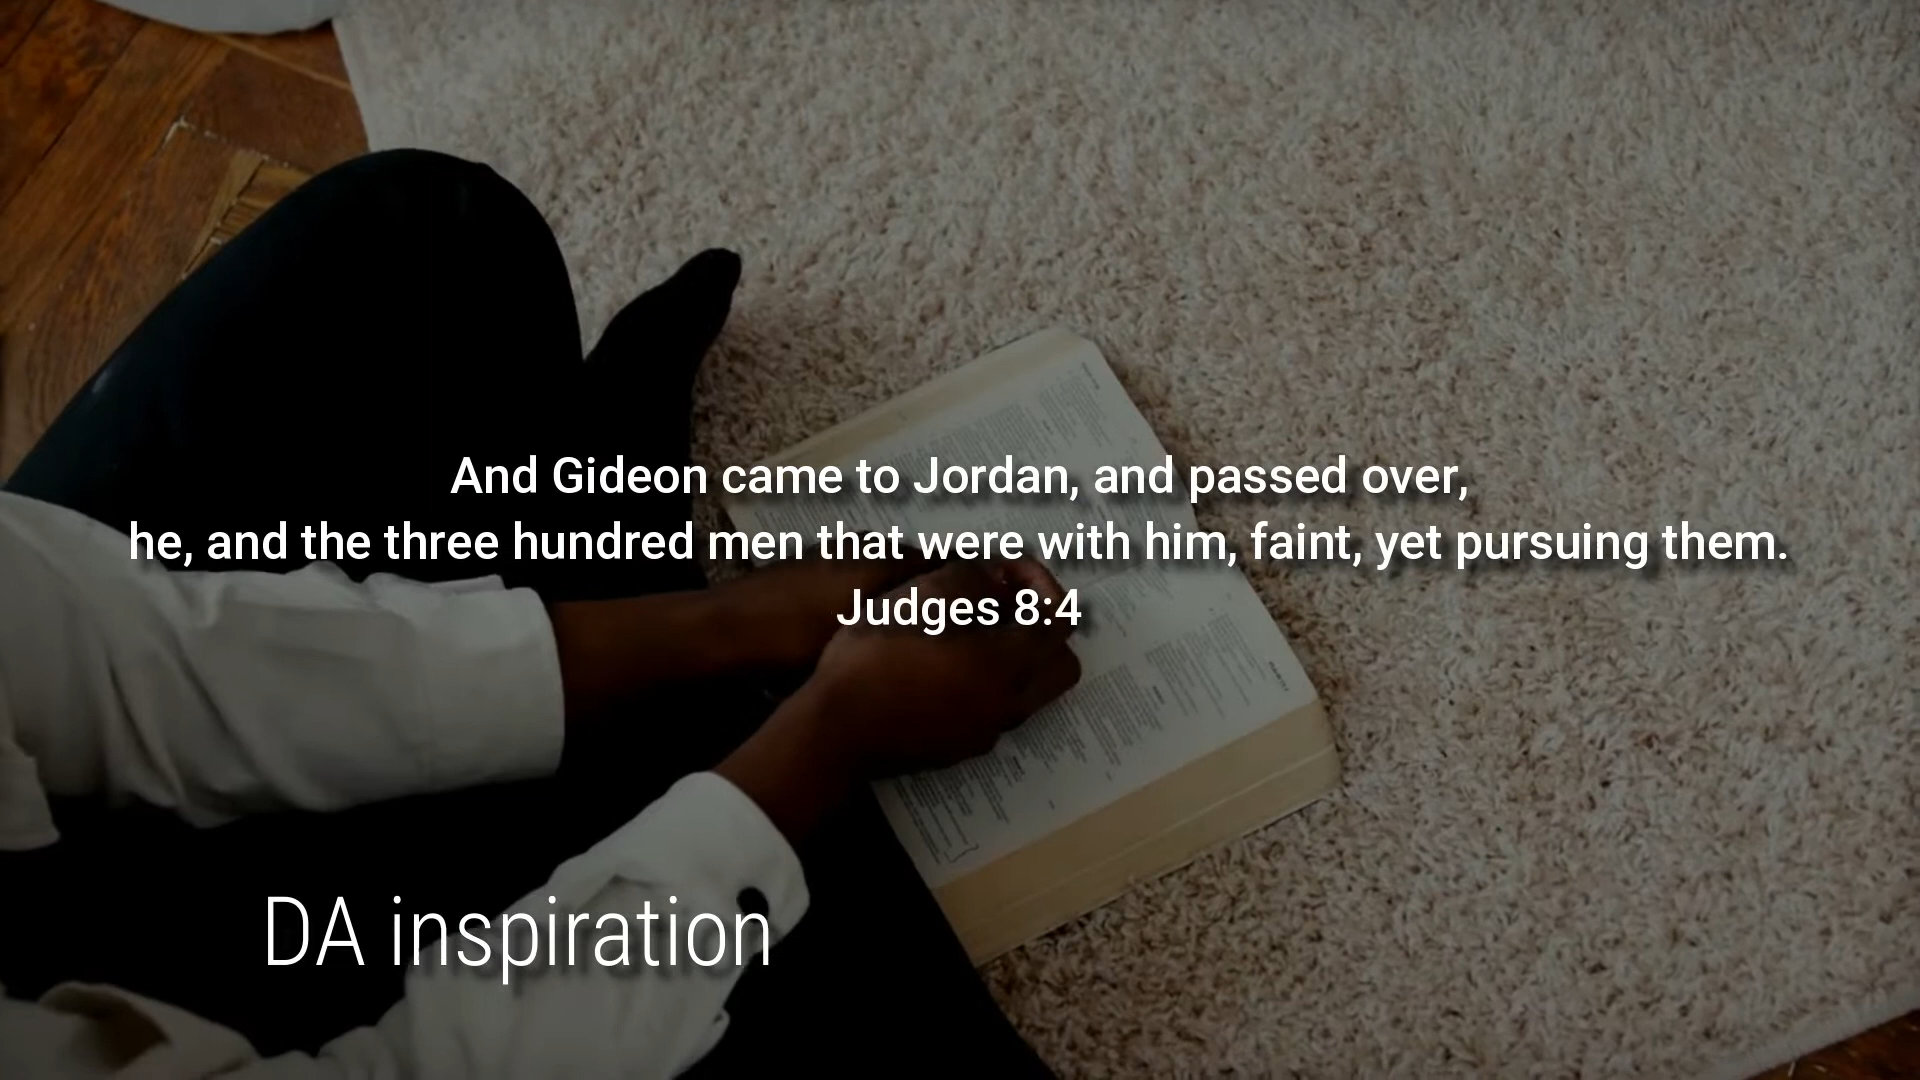 And Gideon came to Jordan, and passed over,
he, and the three hundred men that were with him, faint, yet pursuing them.
Judges 8:4
DA inspiration